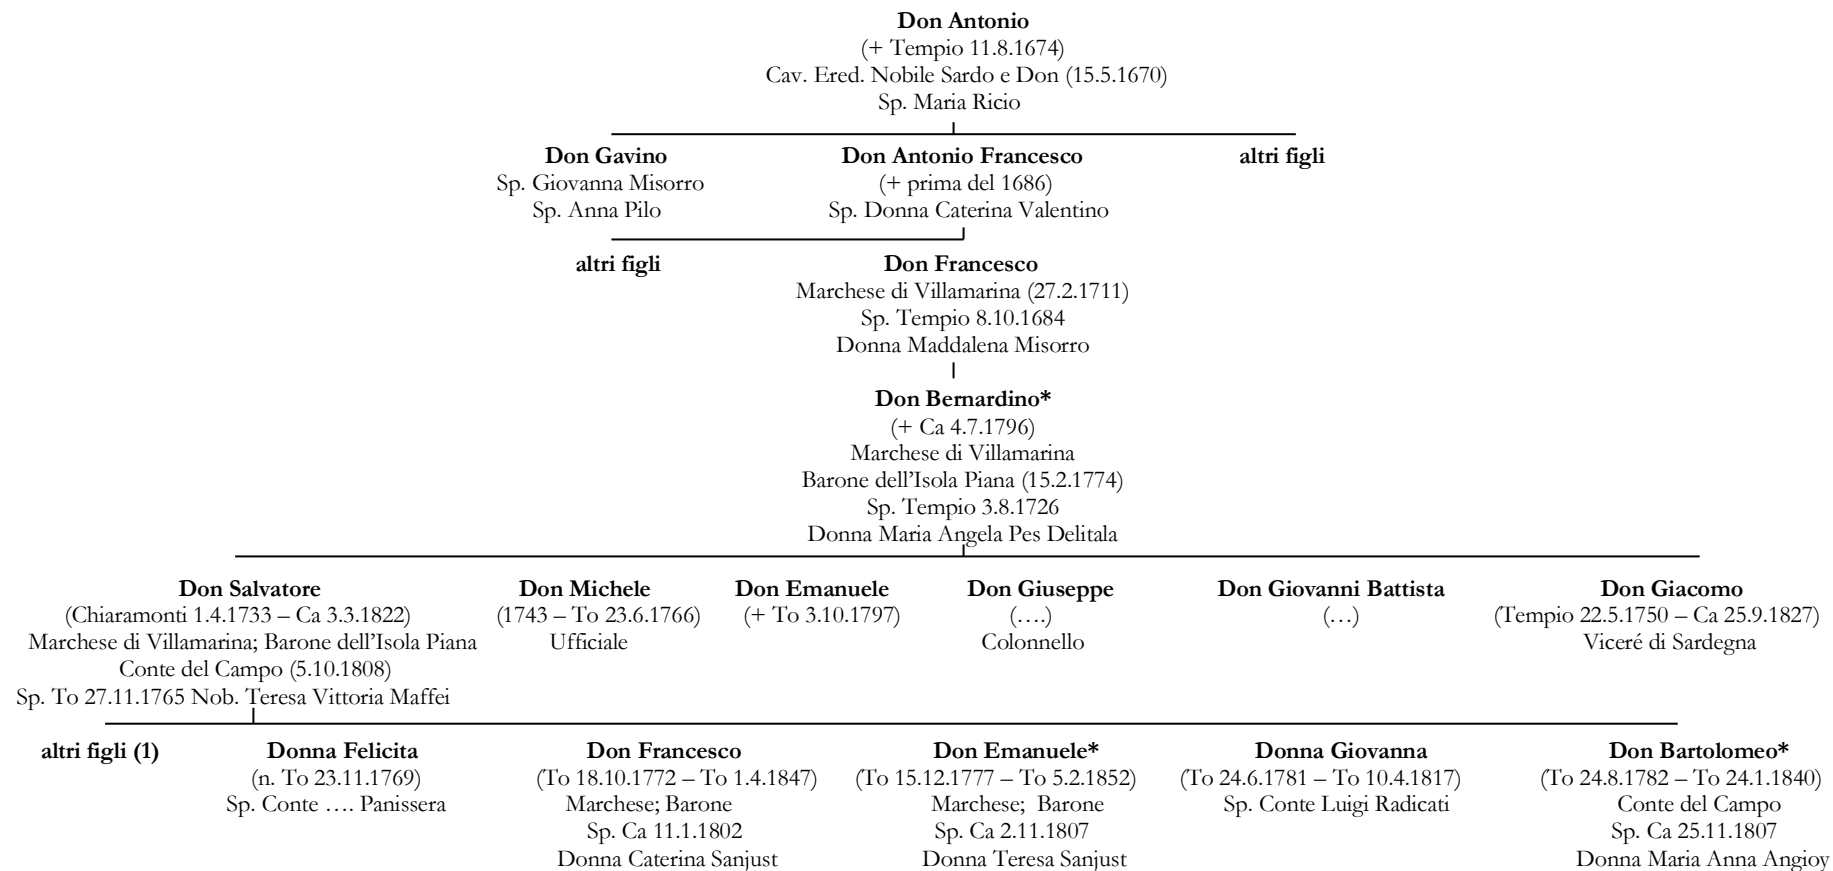 Don Antonio
(+ Tempio 11.8.1674)
Cav. Ered. Nobile Sardo e Don (15.5.1670)
Sp. Maria Ricio
Don Gavino
Sp. Giovanna Misorro
Sp. Anna Pilo
Don Antonio Francesco
(+ prima del 1686)
Sp. Donna Caterina Valentino
altri figli
altri figli
Don Francesco
Marchese di Villamarina (27.2.1711)
Sp. Tempio 8.10.1684
Donna Maddalena Misorro
Don Bernardino*
(+ Ca 4.7.1796)
Marchese di Villamarina
Barone dell’Isola Piana (15.2.1774)
Sp. Tempio 3.8.1726
Donna Maria Angela Pes Delitala
Don Salvatore
(Chiaramonti 1.4.1733 – Ca 3.3.1822)
Marchese di Villamarina; Barone dell’Isola Piana
Conte del Campo (5.10.1808)
Sp. To 27.11.1765 Nob. Teresa Vittoria Maffei
Don Michele
(1743 – To 23.6.1766)
Ufficiale
Don Emanuele
(+ To 3.10.1797)
Don Giuseppe
(….)
Colonnello
Don Giovanni Battista
(…)
Don Giacomo
(Tempio 22.5.1750 – Ca 25.9.1827)
Viceré di Sardegna
altri figli (1)
Donna Felicita
(n. To 23.11.1769)
Sp. Conte …. Panissera
Don Francesco
(To 18.10.1772 – To 1.4.1847)
Marchese; Barone
Sp. Ca 11.1.1802
Donna Caterina Sanjust
Don Emanuele*
(To 15.12.1777 – To 5.2.1852)
Marchese; Barone
Sp. Ca 2.11.1807
Donna Teresa Sanjust
Donna Giovanna
(To 24.6.1781 – To 10.4.1817)
Sp. Conte Luigi Radicati
Don Bartolomeo*
(To 24.8.1782 – To 24.1.1840)
Conte del Campo
Sp. Ca 25.11.1807
Donna Maria Anna Angioy